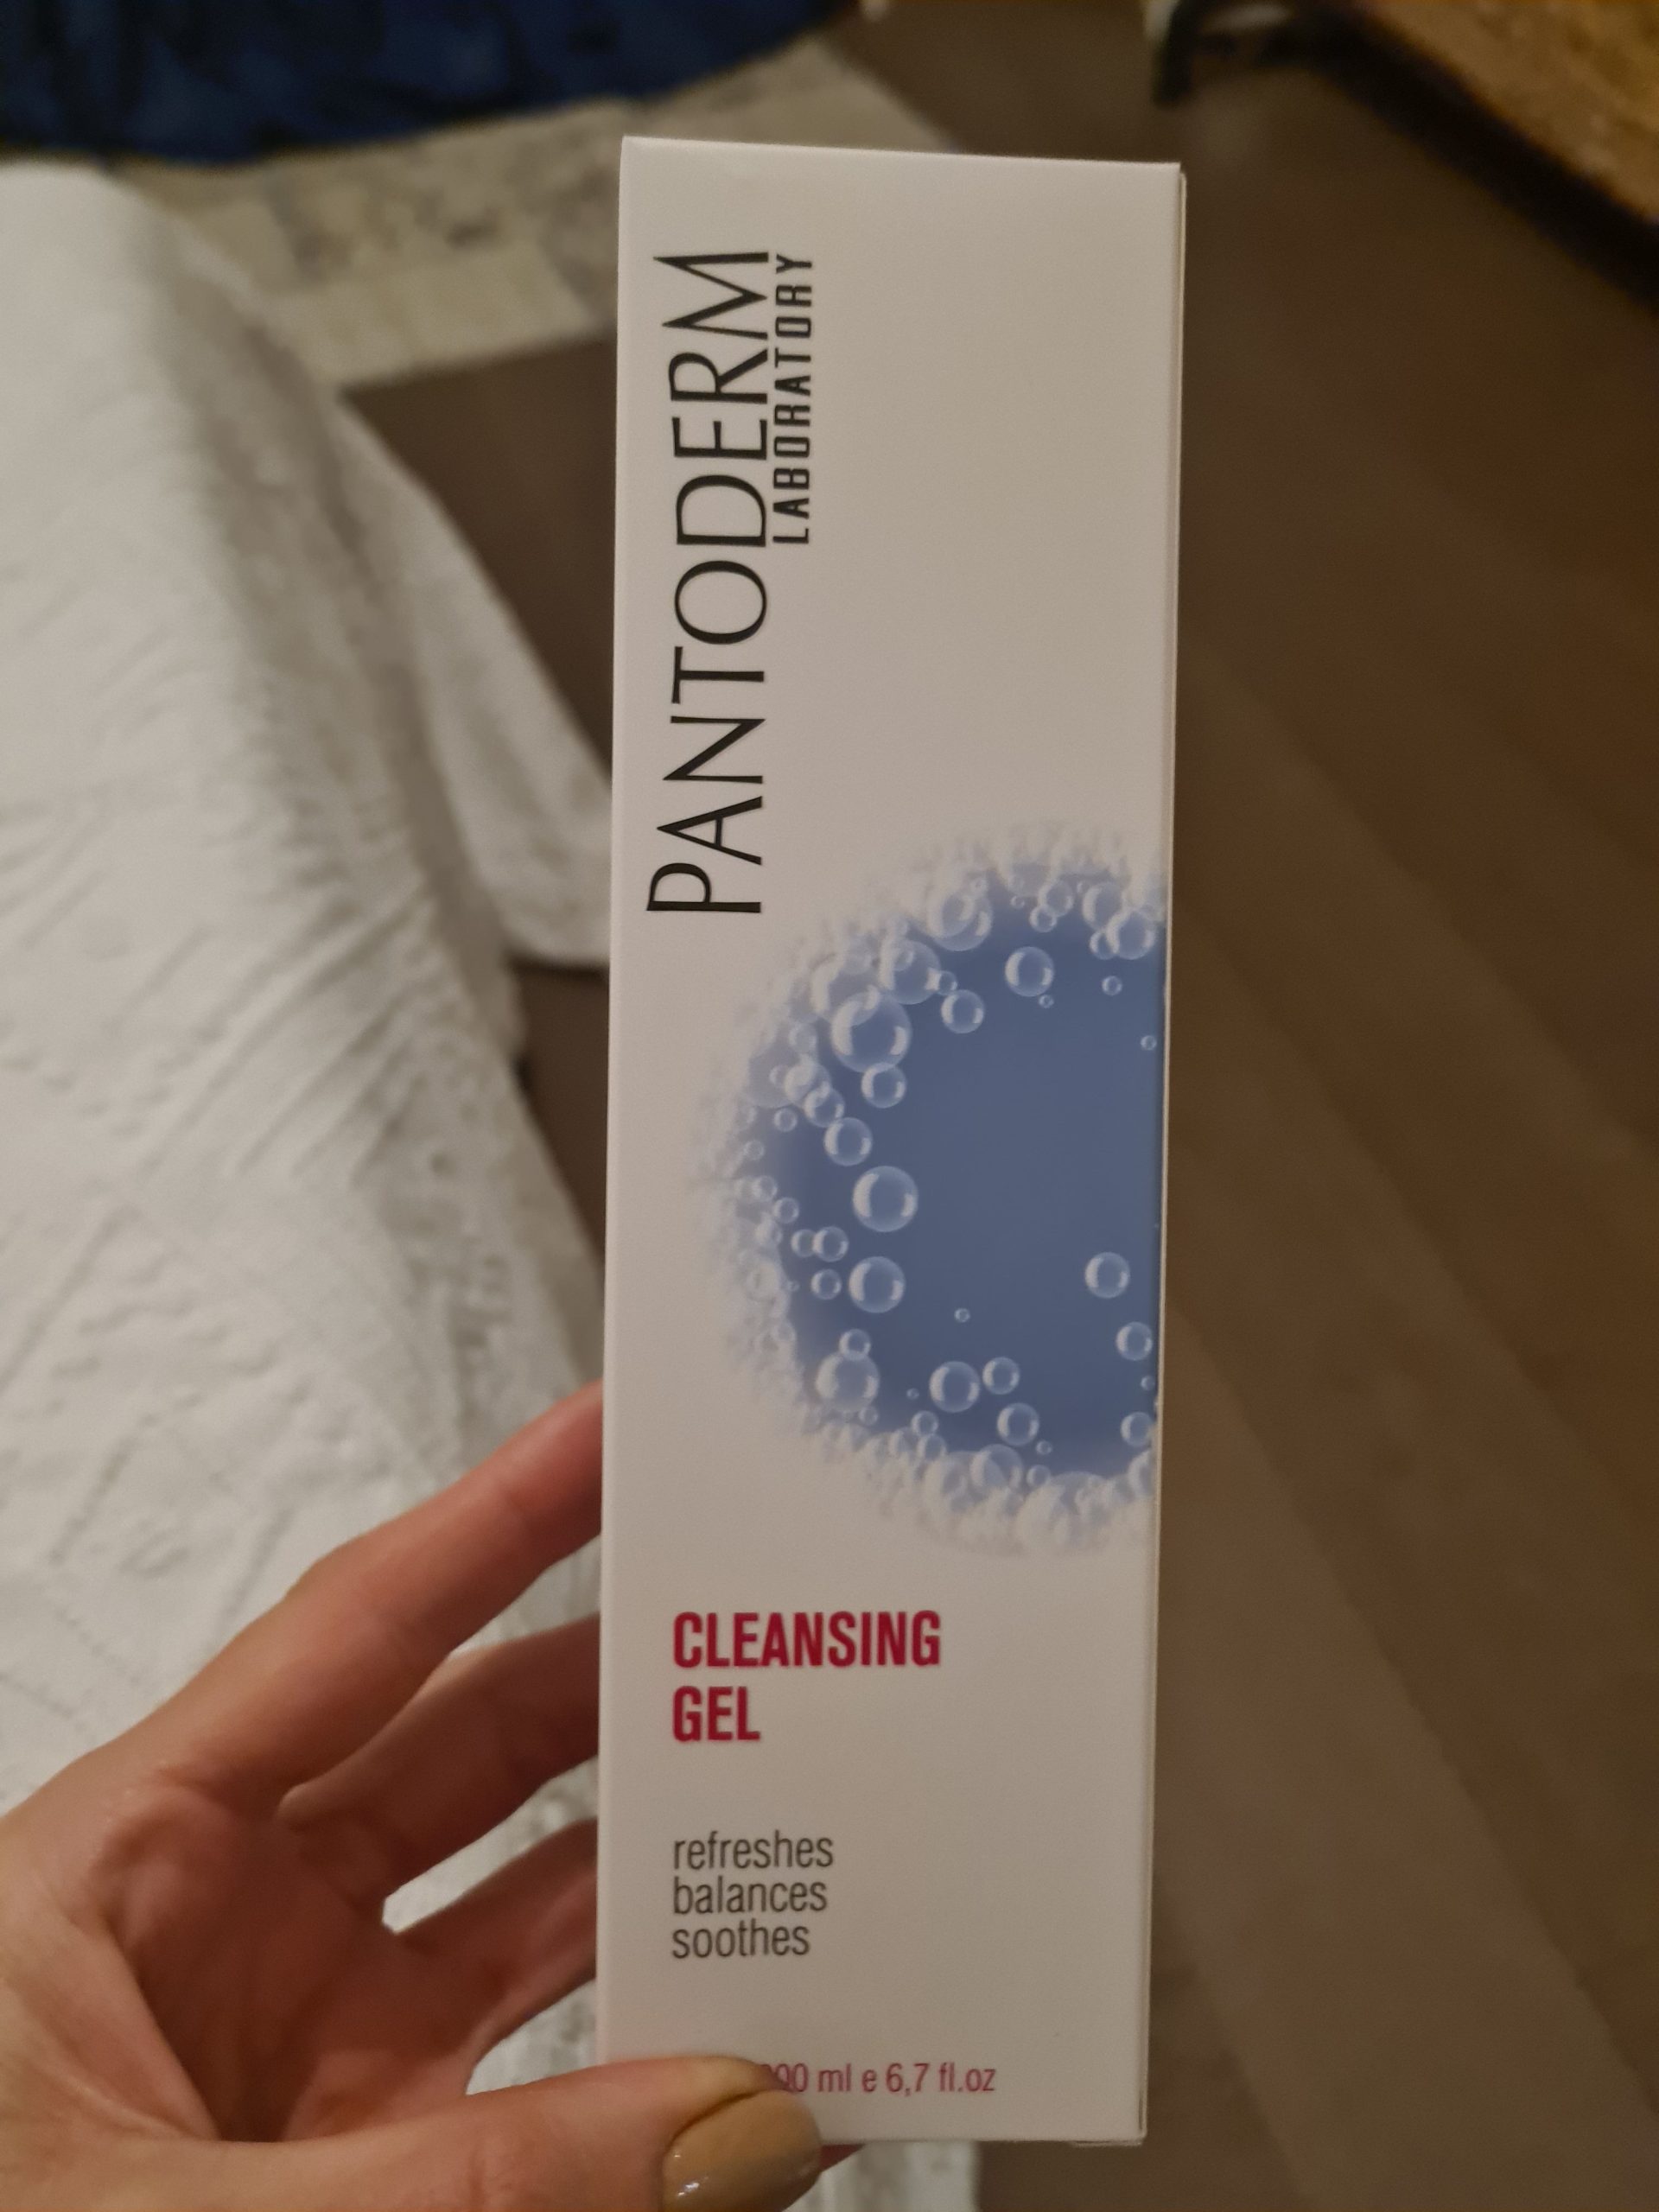 PANTODERM
LABORATORY
CLEANSING
GEL
refreshes
balances
soothes
ml e 6,7 fl.oz